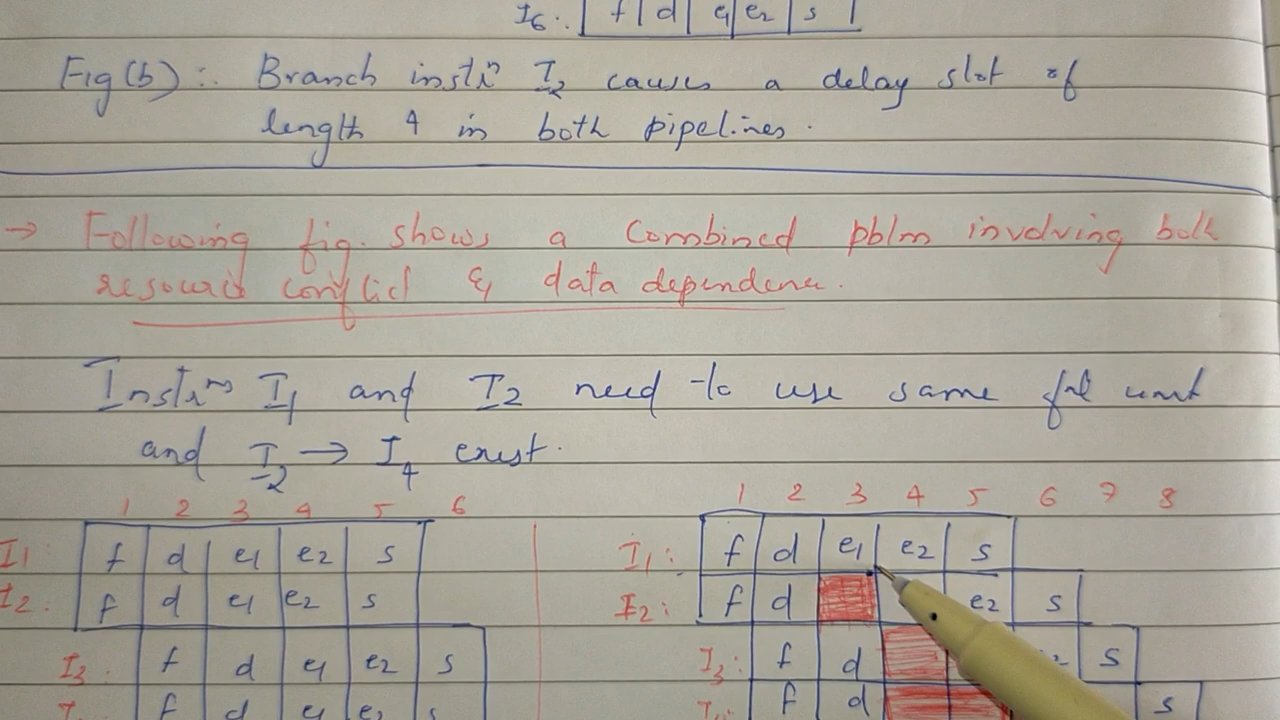 I6: f d e1 e2 s
Fig(b): Branch instrⁿ I2 causes a delay slot of
length 4 in both pipelines.
→ Following fig. shows a Combined pblm involving both
resource conflict & data dependence.
Instrⁿˢ I1 and I2 need to use same fnl unit
and I2 → I4 exist.
1 2 3 4 5 6
I1: f d e1 e2 s
I2: f d e1 e2 s
I3: f d e1 e2 s
f d e1 e2 s
1 2 3 4 5 6 7 8
I1: f d e1 e2 s
I2: f d e2 s
I3: f d s
f d s